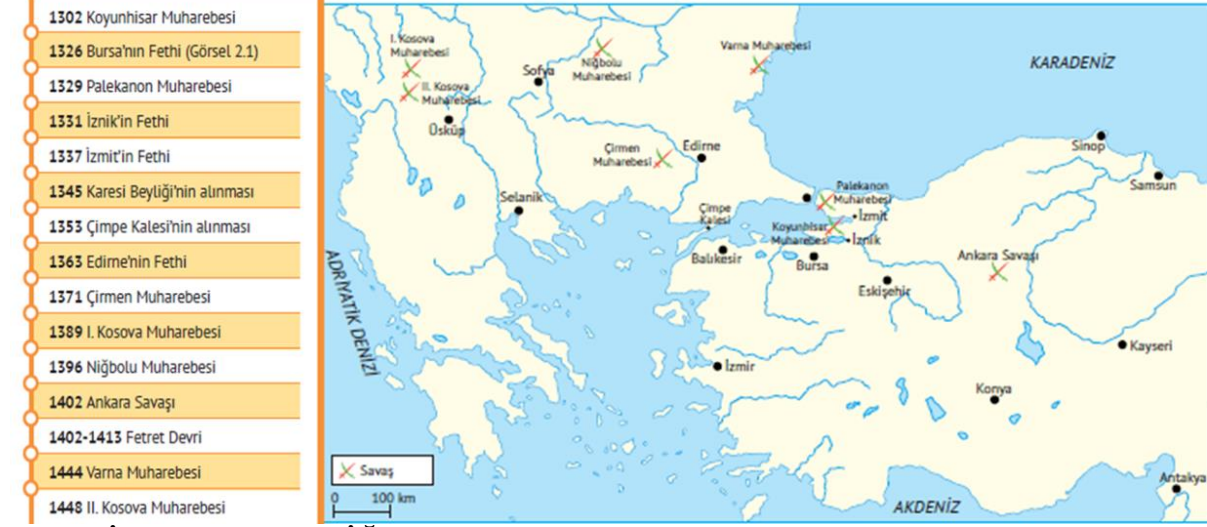 1302 Koyunhisar Muharebesi
1326 Bursa'nın Fethi (Görsel 2.1)
1329 Palekanon Muharebesi
1331 İznik'in Fethi
1337 İzmit'in Fethi
1345 Karesi Beyliği'nin alınması
1353 Çimpe Kalesi'nin alınması
1363 Edirne'nin Fethi
1371 Çirmen Muharebesi
1389 I. Kosova Muharebesi
1396 Niğbolu Muharebesi
1402 Ankara Savaşı
1402-1413 Fetret Devri
1444 Varna Muharebesi
1448 II. Kosova Muharebesi
I. Kosova
Muharebesi
II. Kosova
Muharebesi
Üsküp
Sofya
Niğbolu
Muharebesi
Varna Muharebesi
KARADENİZ
Çirmen
Muharebesi
Edirne
Selanik
Çimpe
Kalesi
Palekanon
Muharebesi
İzmit
Koyunhisar
Muharebesi
İznik
Sinop
Samsun
Balıkesir
Bursa
Eskişehir
Ankara Savaşı
ADRİYATİK DENİZİ
İzmir
Kayseri
Konya
Antakya
AKDENİZ
Savaş
0 100 km